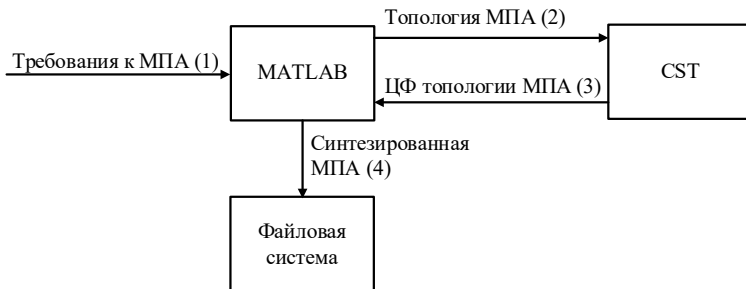 Топология МПА (2)
Требования к МПА (1)
MATLAB
CST
ЦФ топологии МПА (3)
Синтезированная
МПА (4)
Файловая
система